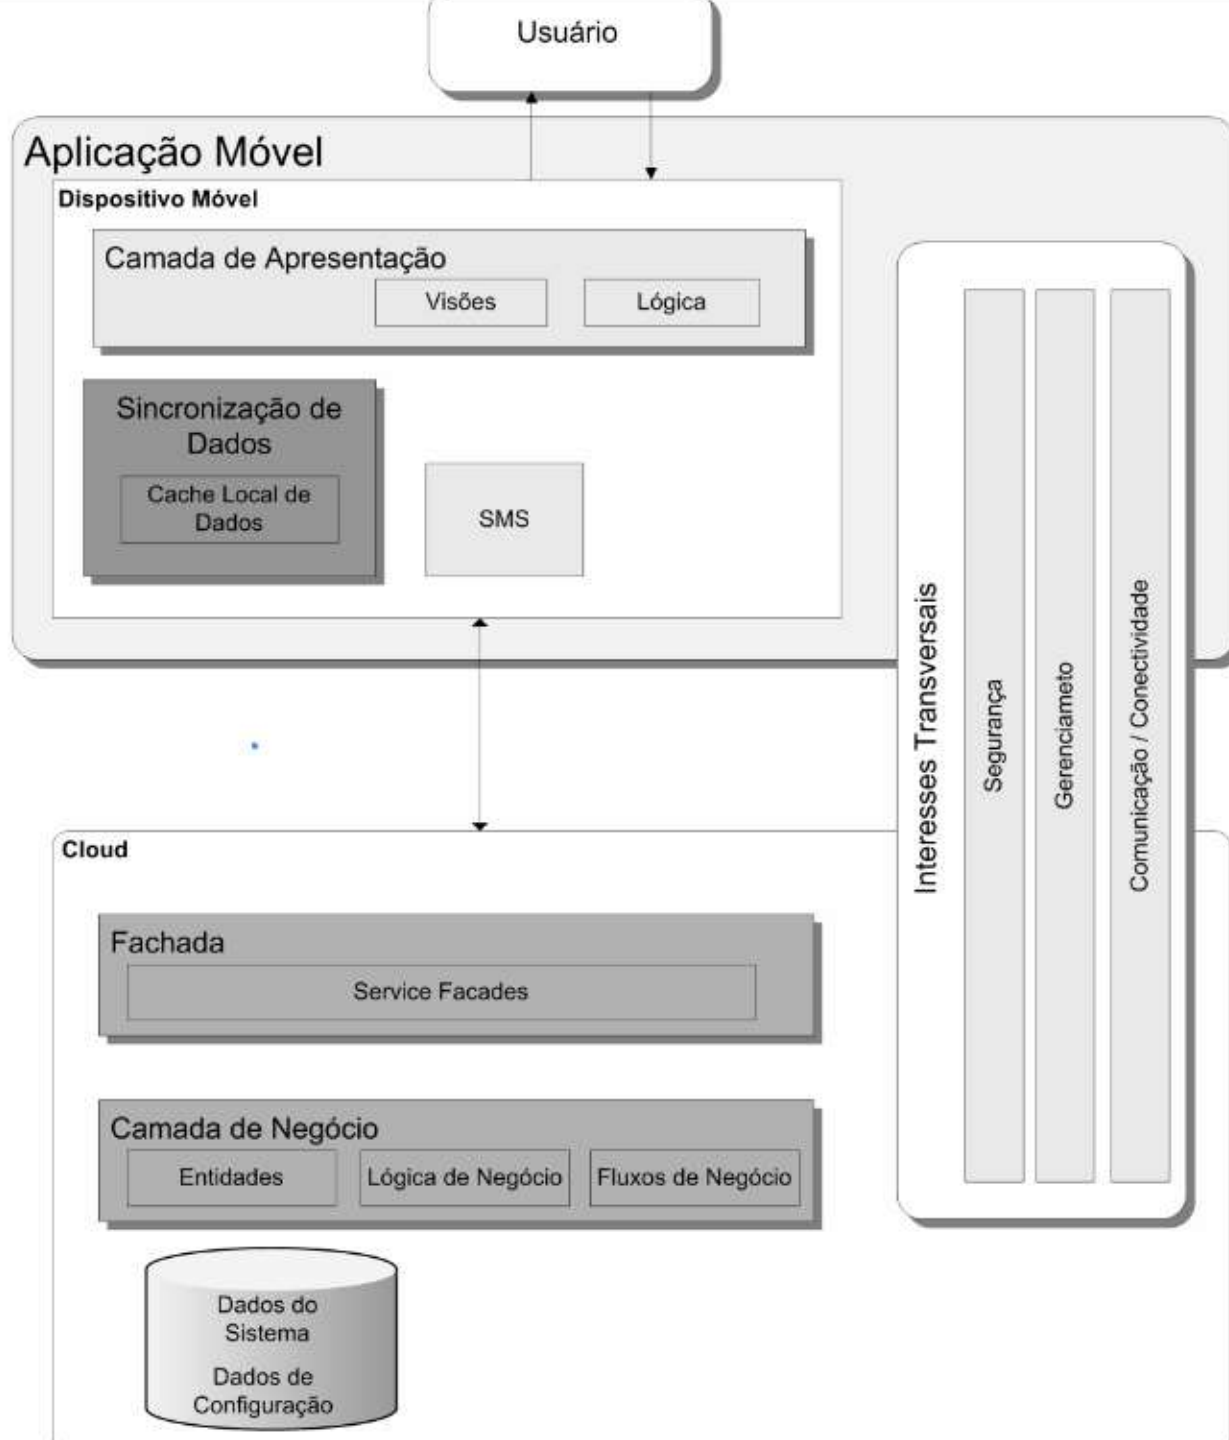 Usuário
Aplicação Móvel
Dispositivo Móvel
Camada de Apresentação
Visões
Lógica
Sincronização de
Dados
Cache Local de
Dados
SMS
Interesses Transversais
Segurança
Gerenciameto
Comunicação / Conectividade
Cloud
Fachada
Service Facades
Camada de Negócio
Entidades
Lógica de Negócio
Fluxos de Negócio
Dados do
Sistema
Dados de
Configuração